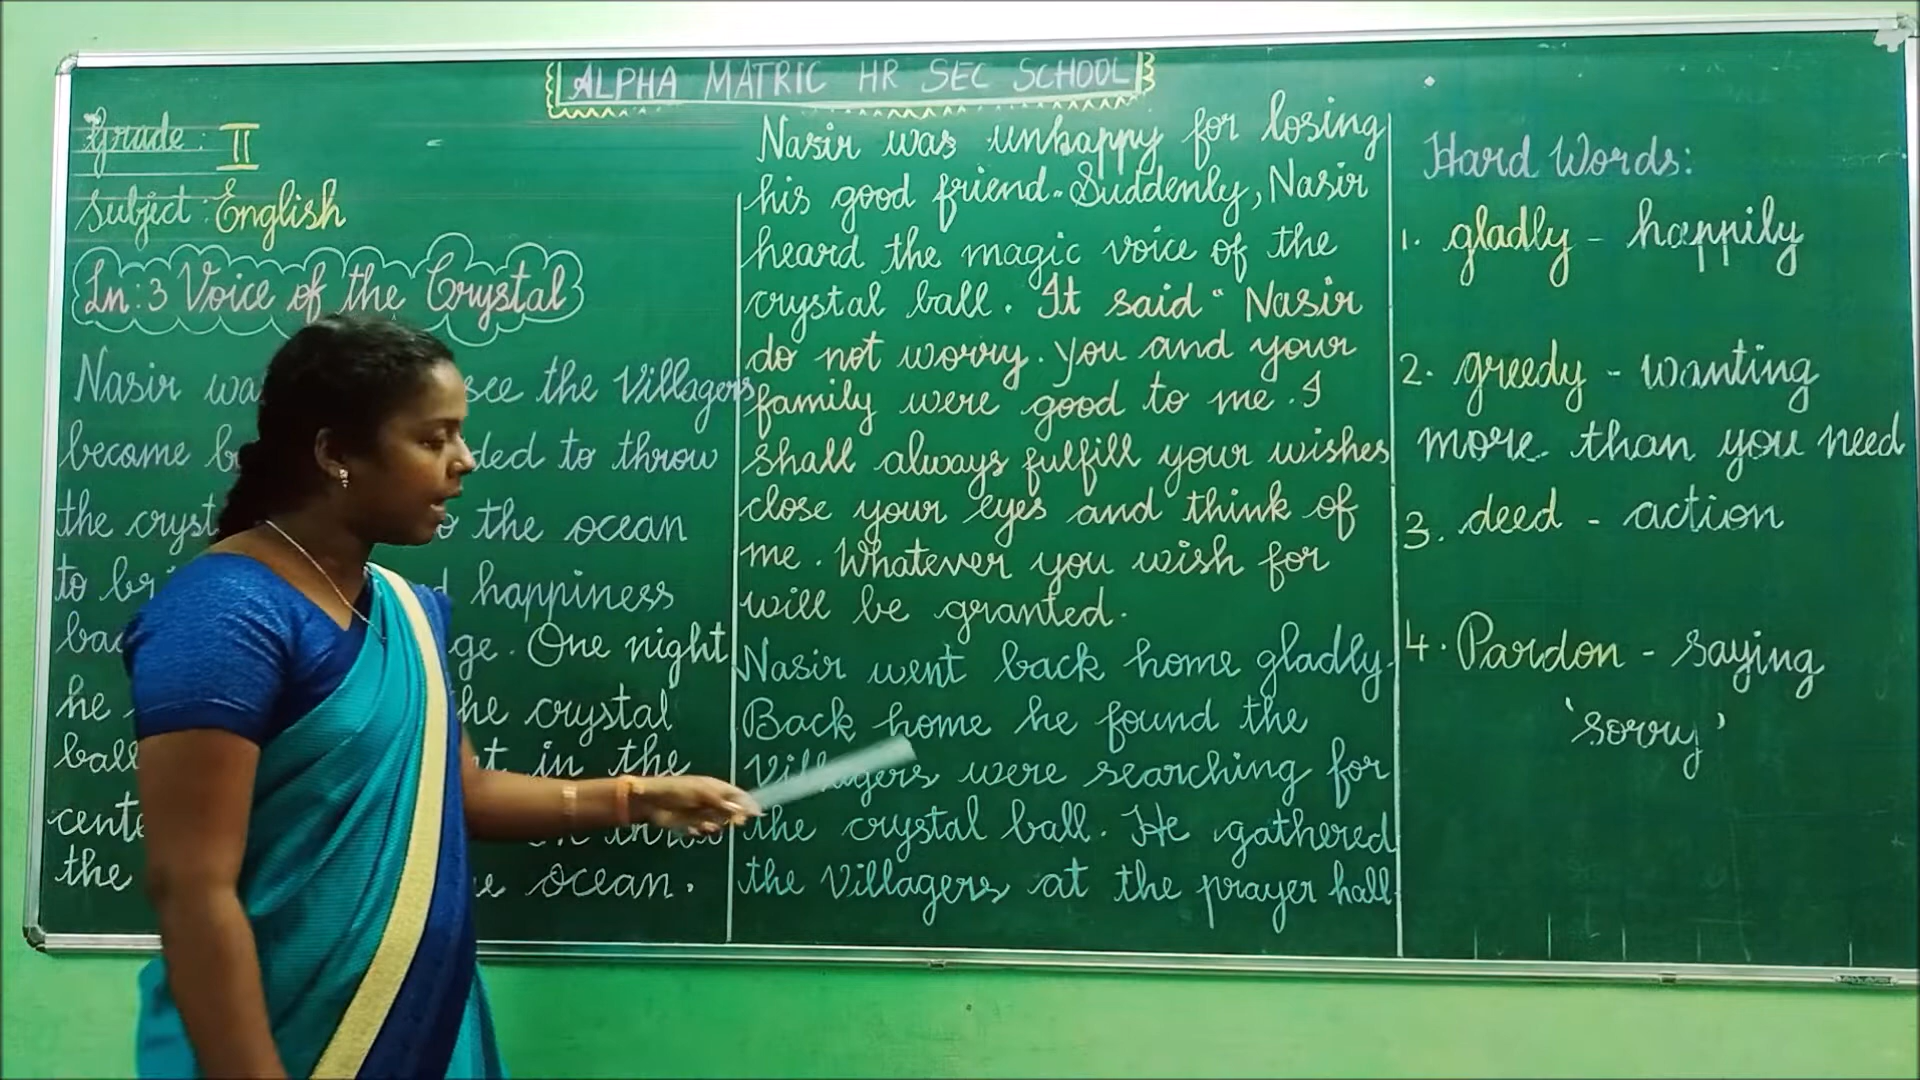 ALPHA MATRIC HR SEC SCHOOL
Grade : II
Subject : English
Ln : 3 Voice of the Crystal
Nasir see the villagers
become to throw
the the ocean
to happiness
One night
he crystal
ball in the
the ocean.
Nasir was unhappy for losing
his good friend. Suddenly, Nasir
heard the magic voice of the
crystal ball. It said " Nasir
do not worry. you and your
family were good to me. I
shall always fulfill your wishes
close your eyes and think of
me. Whatever you wish for
will be granted.
Nasir went back home gladly.
Back home he found the
villagers were searching for
the crystal ball. He gathered
the villagers at the prayer hall.
Hard Words:
1. gladly - happily
2. greedy - wanting
more than you need
3. deed - action
4. Pardon - saying
'sorry'